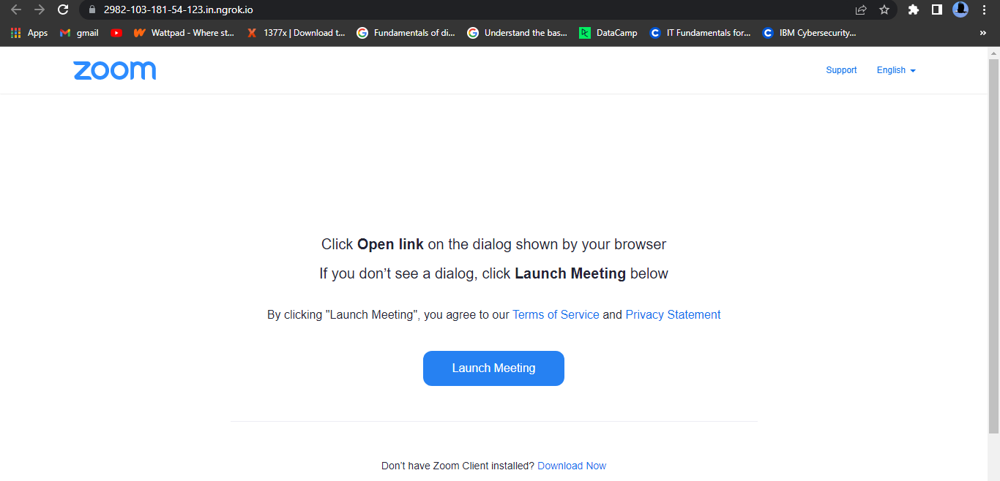 2982-103-181-54-123.in.ngrok.io
Apps gmail Wattpad - Where st... 1377x | Download t... Fundamentals of di... Understand the bas... DataCamp IT Fundamentals for... IBM Cybersecurity... »
zoom Support English
Click Open link on the dialog shown by your browser
If you don’t see a dialog, click Launch Meeting below
By clicking "Launch Meeting", you agree to our Terms of Service and Privacy Statement
Launch Meeting
Don’t have Zoom Client installed? Download Now